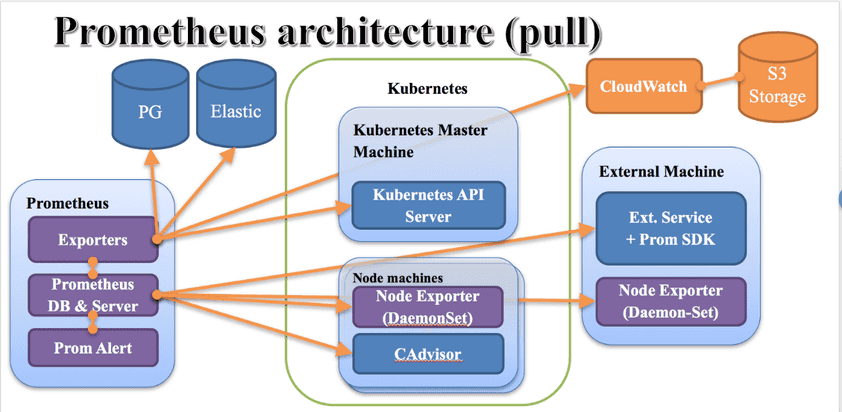 Prometheus architecture (pull)
PG
Elastic
Kubernetes
CloudWatch
S3
Storage
Kubernetes Master
Machine
Kubernetes API
Server
External Machine
Ext. Service
+ Prom SDK
Node Exporter
(Daemon-Set)
Prometheus
Exporters
Prometheus
DB & Server
Prom Alert
Node machines
Node Exporter
(DaemonSet)
CAdvisor